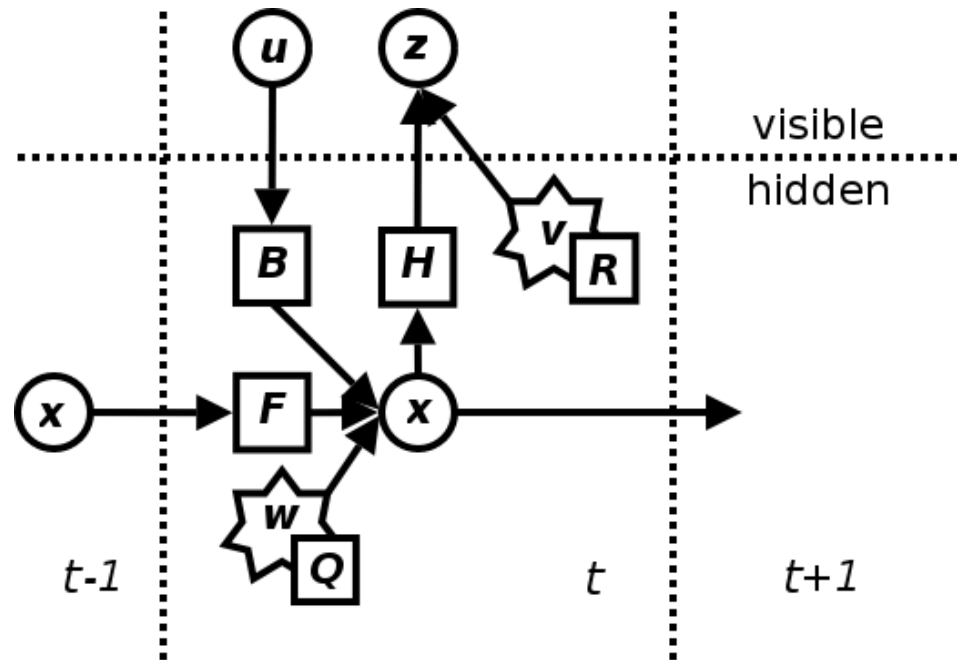 u z
visible
hidden
B H v R
x F x
w
Q
t-1 t t+1